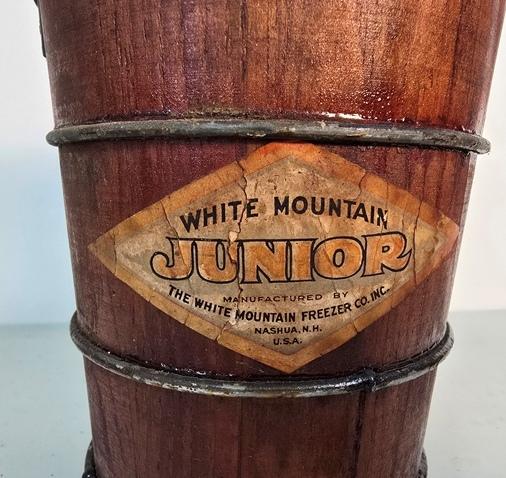 WHITE MOUNTAIN
JUNIOR
MANUFACTURED BY
THE WHITE MOUNTAIN FREEZER CO. INC.
NASHUA, N.H.
U.S.A.